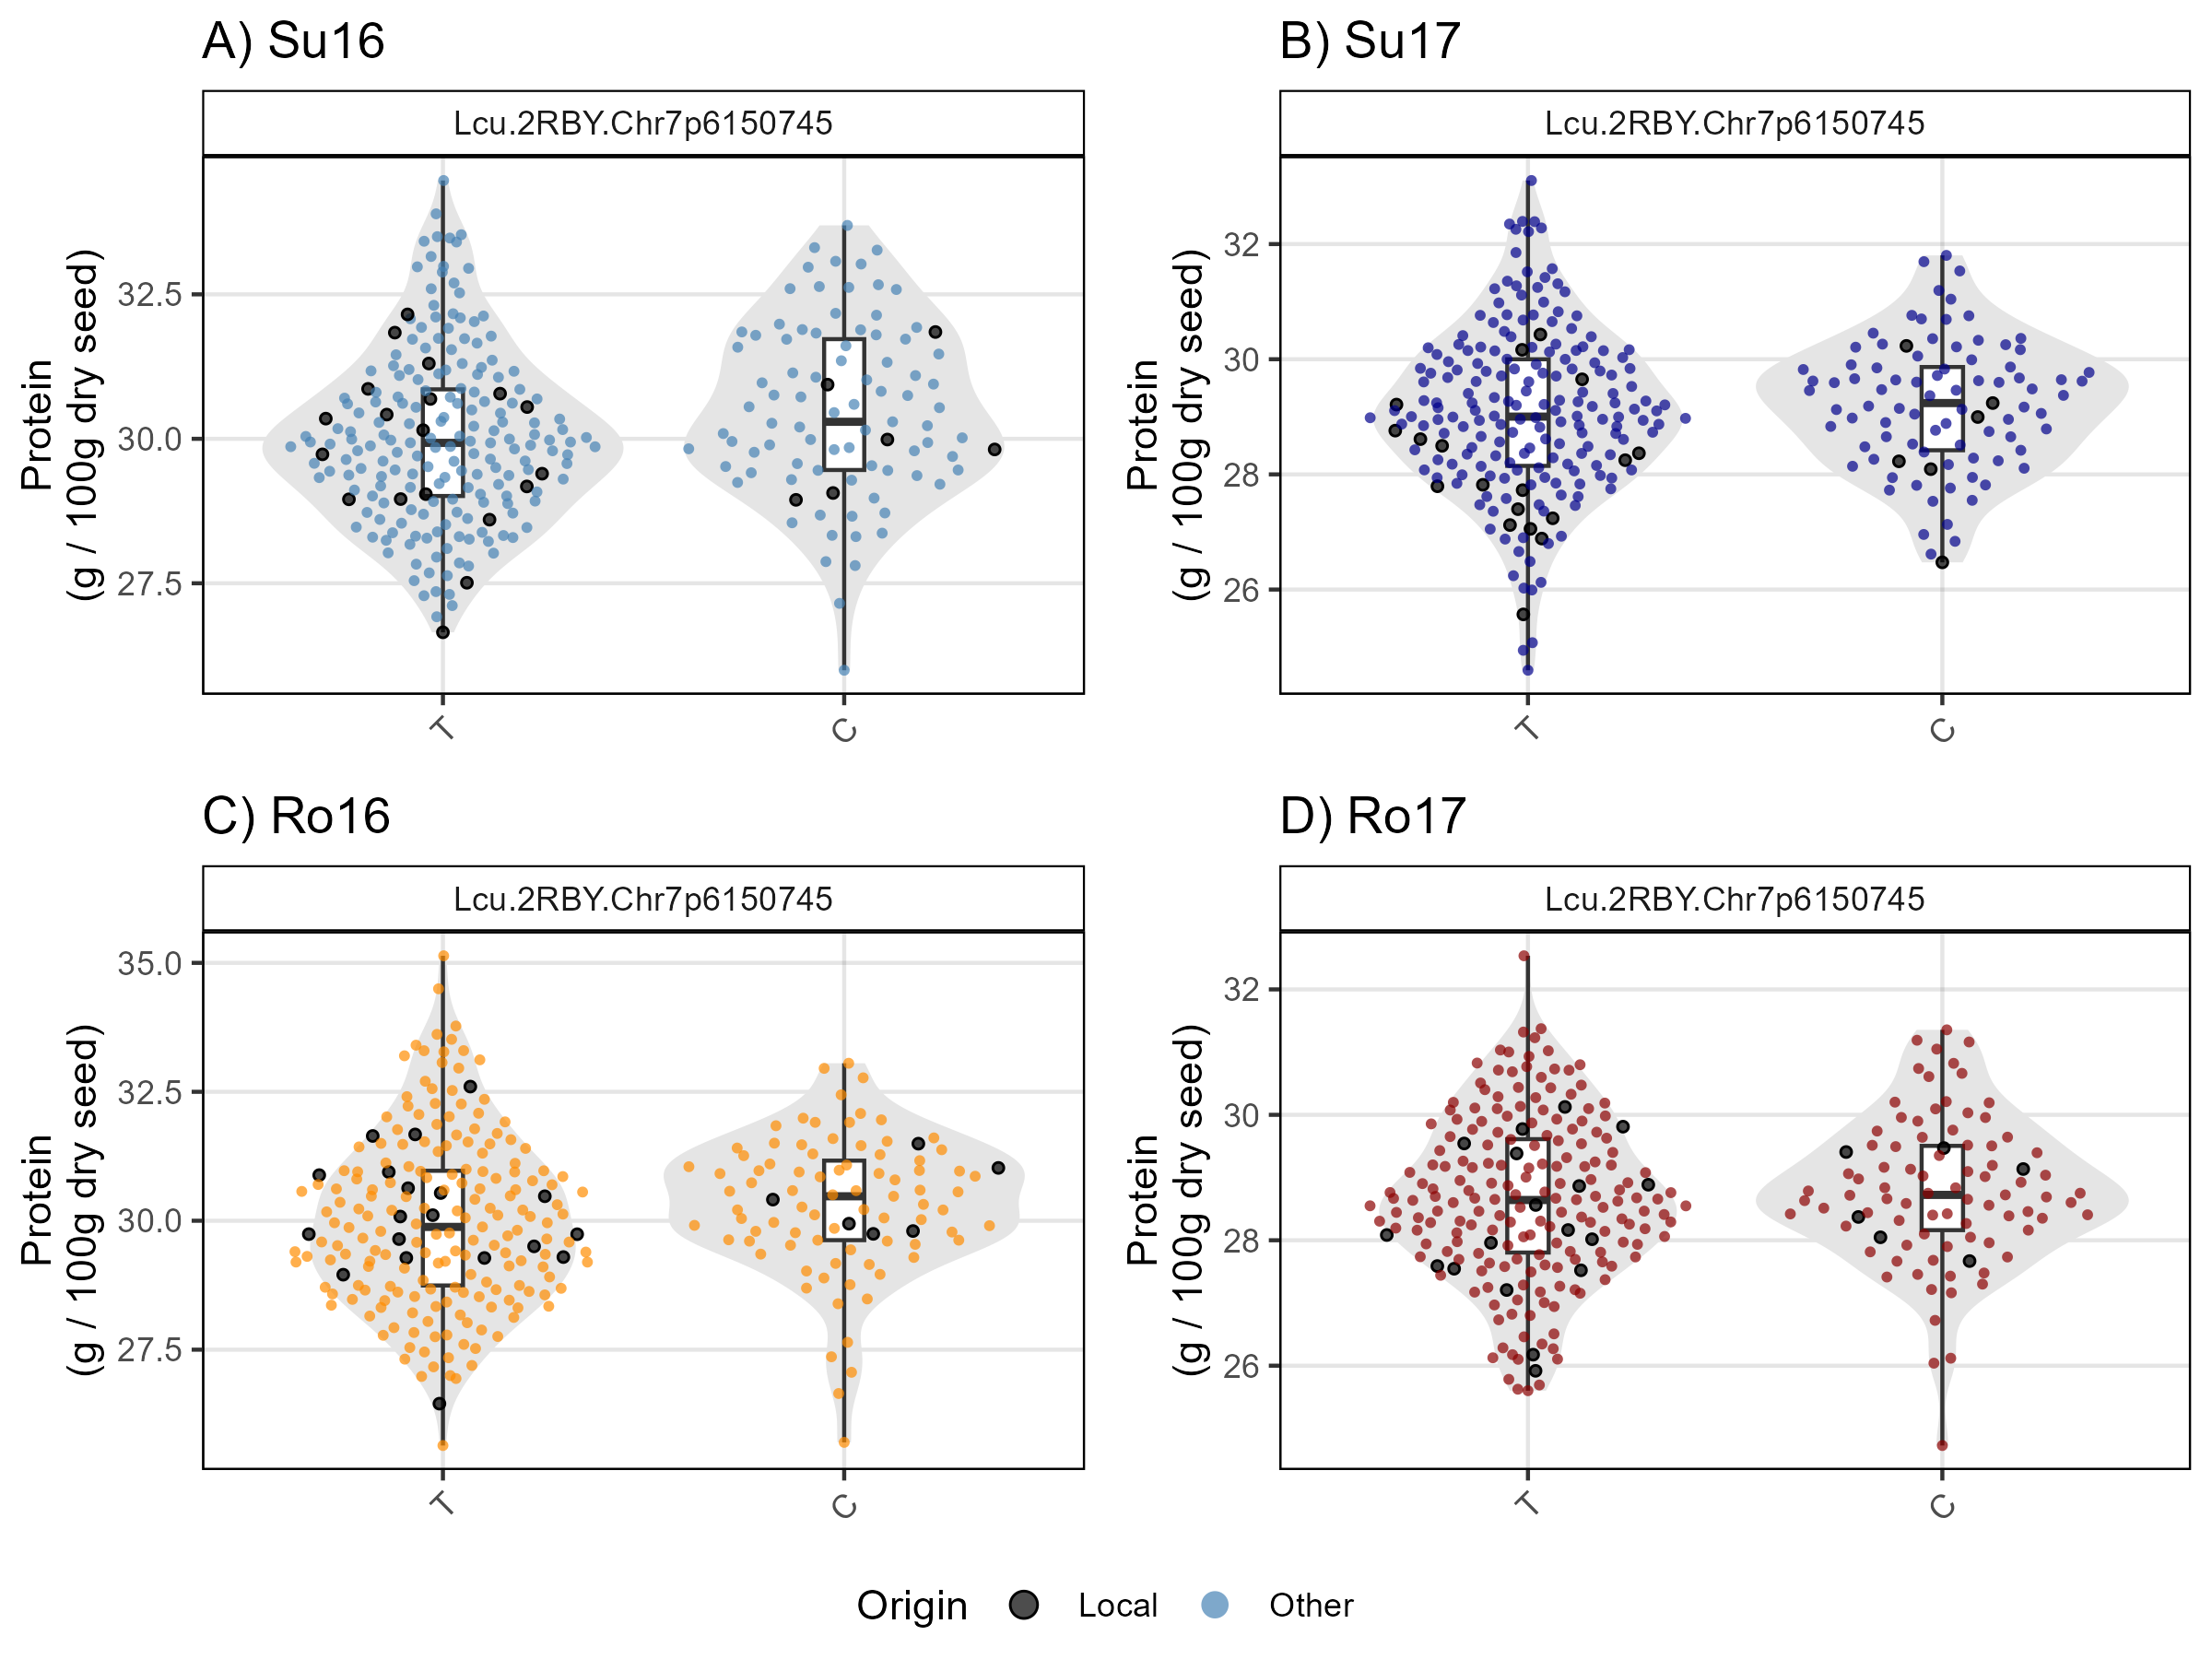 A) Su16
Lcu.2RBY.Chr7p6150745
Protein
(g / 100g dry seed)
32.5
30.0
27.5
T
C
B) Su17
Lcu.2RBY.Chr7p6150745
Protein
(g / 100g dry seed)
32
30
28
26
T
C
C) Ro16
Lcu.2RBY.Chr7p6150745
Protein
(g / 100g dry seed)
35.0
32.5
30.0
27.5
T
C
D) Ro17
Lcu.2RBY.Chr7p6150745
Protein
(g / 100g dry seed)
32
30
28
26
T
C
Origin
Local
Other